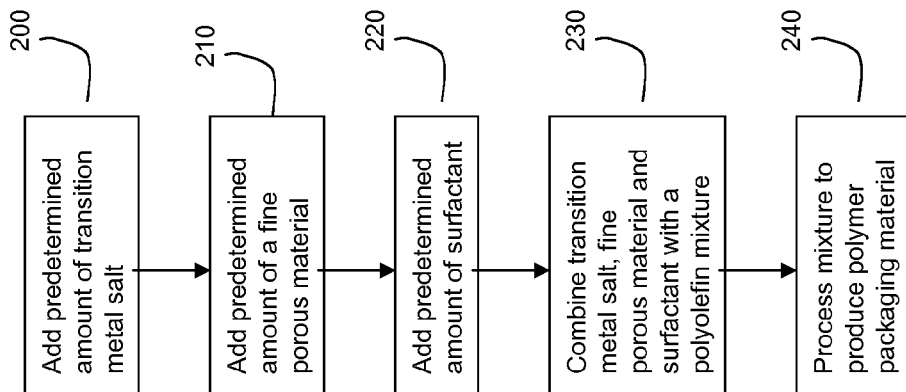 200
Add predetermined
amount of transition
metal salt
210
Add predetermined
amount of a fine
porous material
220
Add predetermined
amount of surfactant
230
Combine transition
metal salt, fine
porous material and
surfactant with a
polyolefin mixture
240
Process mixture to
produce polymer
packaging material